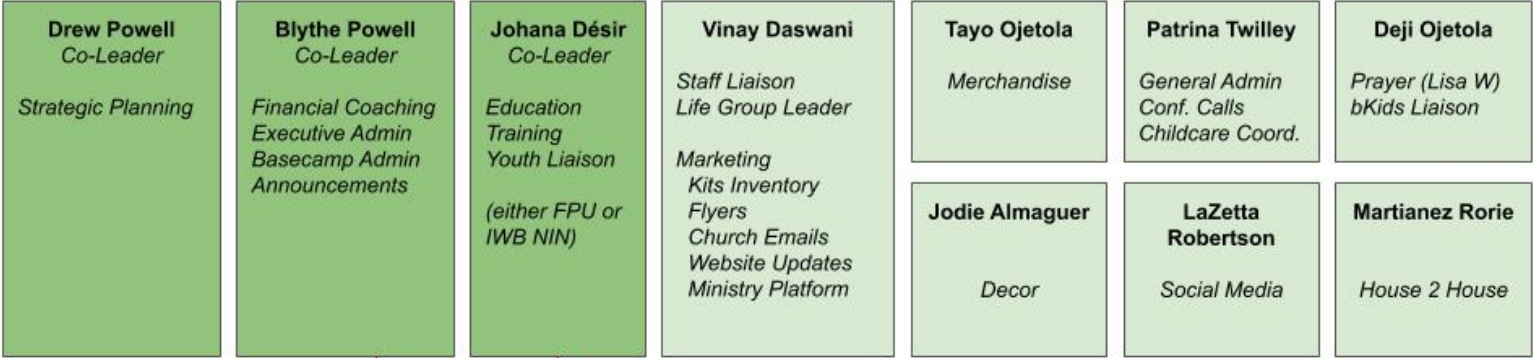 Drew Powell
Co-Leader
Strategic Planning
Blythe Powell
Co-Leader
Financial Coaching
Executive Admin
Basecamp Admin
Announcements
Johana Désir
Co-Leader
Education
Training
Youth Liaison
(either FPU or
IWB NIN)
Vinay Daswani
Staff Liaison
Life Group Leader
Marketing
Kits Inventory
Flyers
Church Emails
Website Updates
Ministry Platform
Tayo Ojetola
Merchandise
Patrina Twilley
General Admin
Conf. Calls
Childcare Coord.
Deji Ojetola
Prayer (Lisa W)
bKids Liaison
Jodie Almaguer
Decor
LaZetta
Robertson
Social Media
Martianez Rorie
House 2 House